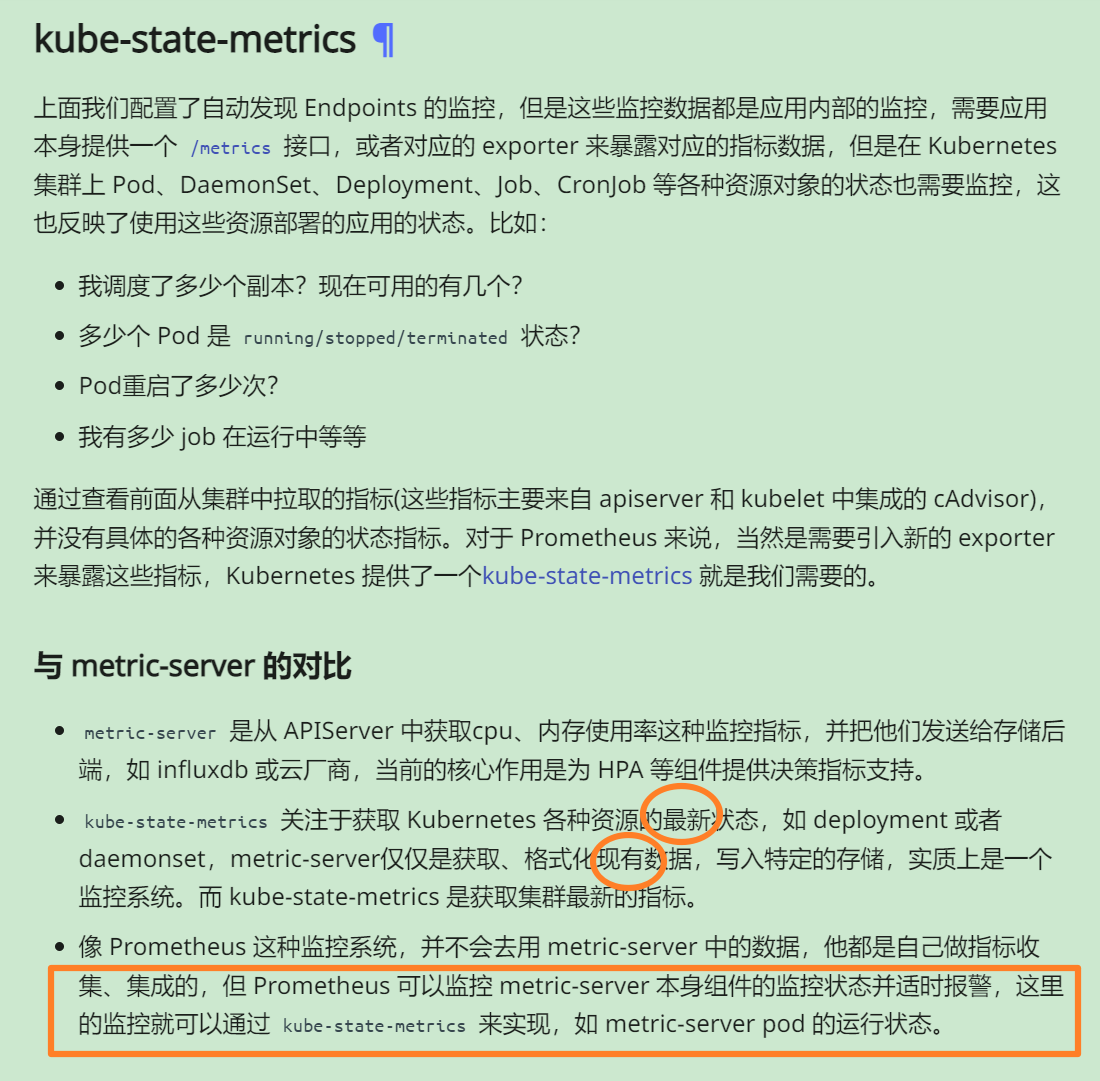 kube-state-metrics ¶
上面我们配置了自动发现 Endpoints 的监控，但是这些监控数据都是应用内部的监控，需要应用
本身提供一个 /metrics 接口，或者对应的 exporter 来暴露对应的指标数据，但是在 Kubernetes
集群上 Pod、DaemonSet、Deployment、Job、CronJob 等各种资源对象的状态也需要监控，这
也反映了使用这些资源部署的应用的状态。比如：
• 我调度了多少个副本？现在可用的有几个？
• 多少个 Pod 是 running/stopped/terminated 状态？
• Pod重启了多少次？
• 我有多少 job 在运行中等等
通过查看前面从集群中拉取的指标(这些指标主要来自 apiserver 和 kubelet 中集成的 cAdvisor)，
并没有具体的各种资源对象的状态指标。对于 Prometheus 来说，当然是需要引入新的 exporter
来暴露这些指标，Kubernetes 提供了一个kube-state-metrics 就是我们需要的。
与 metric-server 的对比
• metric-server 是从 APIServer 中获取cpu、内存使用率这种监控指标，并把他们发送给存储后
端，如 influxdb 或云厂商，当前的核心作用是为 HPA 等组件提供决策指标支持。
• kube-state-metrics 关注于获取 Kubernetes 各种资源的最新状态，如 deployment 或者
daemonset，metric-server仅仅是获取、格式化现有数据，写入特定的存储，实质上是一个
监控系统。而 kube-state-metrics 是获取集群最新的指标。
• 像 Prometheus 这种监控系统，并不会去用 metric-server 中的数据，他都是自己做指标收
集、集成的，但 Prometheus 可以监控 metric-server 本身组件的监控状态并适时报警，这里
的监控就可以通过 kube-state-metrics 来实现，如 metric-server pod 的运行状态。